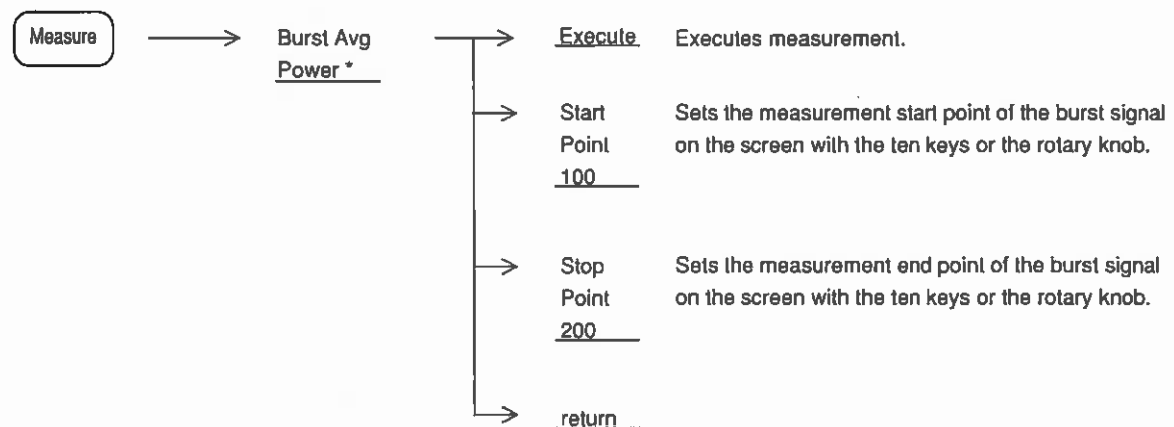 Measure
Burst Avg
Power *
Execute
Executes measurement.
Start
Point
100
Sets the measurement start point of the burst signal
on the screen with the ten keys or the rotary knob.
Stop
Point
200
Sets the measurement end point of the burst signal
on the screen with the ten keys or the rotary knob.
return